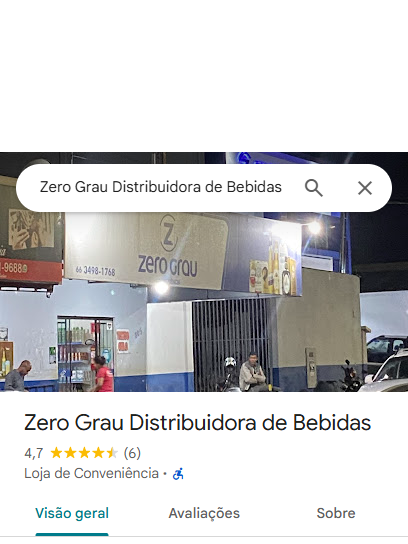 Zero Grau Distribuidora de Bebidas
66 3498-1768
zero grau
-9688
Zero Grau Distribuidora de Bebidas
4,7 (6)
Loja de Conveniência
Visão geral Avaliações Sobre